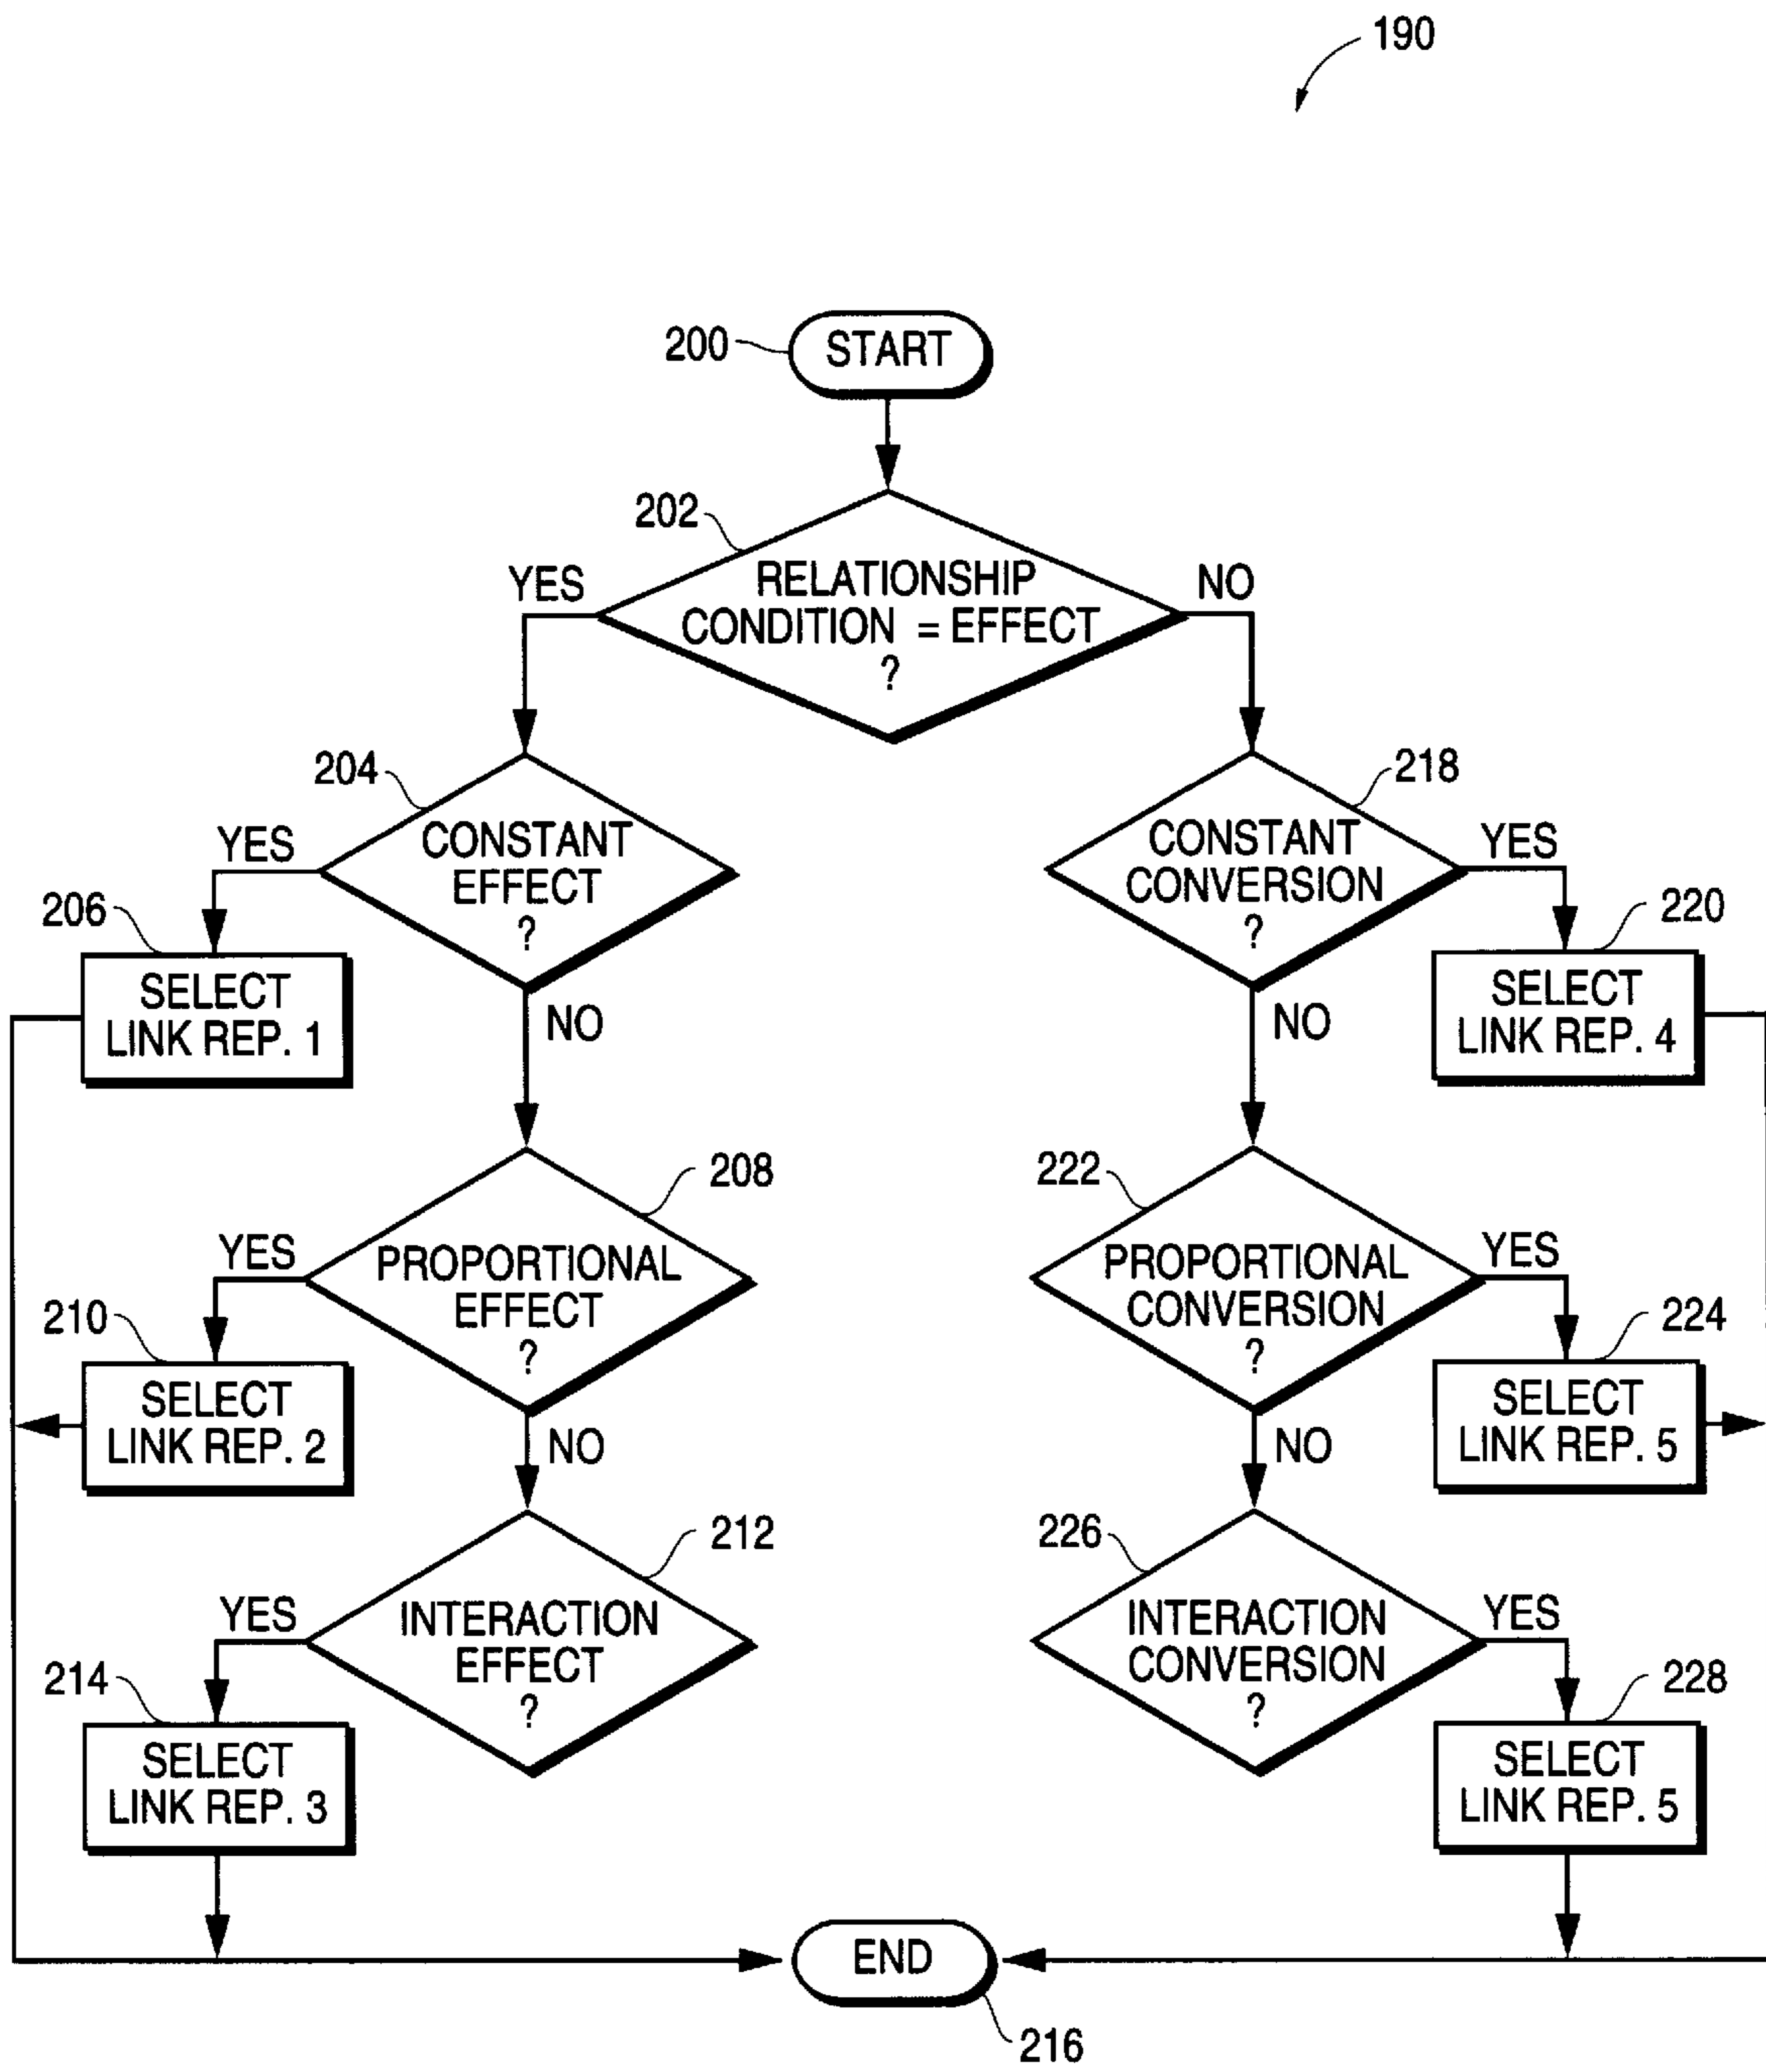 190
200
START
202
RELATIONSHIP
CONDITION = EFFECT
?
YES
NO
204
CONSTANT
EFFECT
?
YES
NO
206
SELECT
LINK REP. 1
218
CONSTANT
CONVERSION
?
YES
NO
220
SELECT
LINK REP. 4
208
PROPORTIONAL
EFFECT
?
YES
NO
210
SELECT
LINK REP. 2
222
PROPORTIONAL
CONVERSION
?
YES
NO
224
SELECT
LINK REP. 5
212
INTERACTION
EFFECT
?
YES
214
SELECT
LINK REP. 3
226
INTERACTION
CONVERSION
?
YES
228
SELECT
LINK REP. 5
END
216